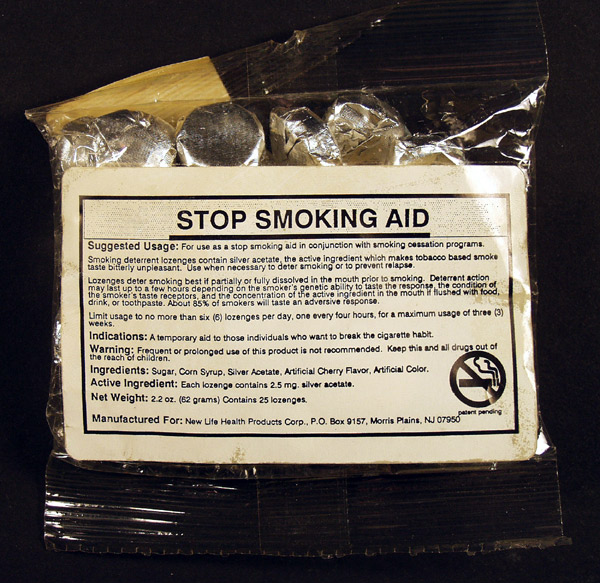 STOP SMOKING AID
Suggested Usage: For use as a stop smoking aid in conjunction with smoking cessation programs.
Smoking deterrent lozenges contain silver acetate, the active ingredient which makes tobacco based smoke
taste bitterly unpleasant. Use when necessary to deter smoking or to prevent relapse.
Lozenges deter smoking best if partially or fully dissolved in the mouth prior to smoking. Deterrent action
may last up to a few hours depending on the smoker's genetic ability to taste the response, the condition of
the smoker's taste receptors, and the concentration of the active ingredient in the mouth if flushed with food,
drink, or toothpaste. About 85% of smokers will taste an adversive response.
Limit usage to no more than six (6) lozenges per day, one every four hours, for a maximum usage of three (3)
weeks.
Indications: A temporary aid to those individuals who want to break the cigarette habit.
Warning: Frequent or prolonged use of this product is not recommended. Keep this and all drugs out of
the reach of children.
Ingredients: Sugar, Corn Syrup, Silver Acetate, Artificial Cherry Flavor, Artificial Color.
Active Ingredient: Each lozenge contains 2.5 mg. silver acetate.
Net Weight: 2.2 oz. (62 grams) Contains 25 lozenges.
patent pending
Manufactured For: New Life Health Products Corp., P.O. Box 9157, Morris Plains, NJ 07950